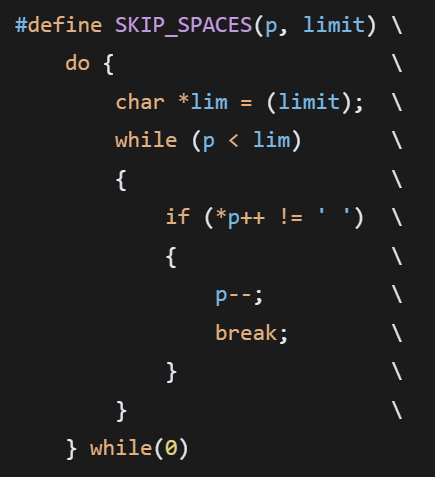 #define SKIP_SPACES(p, limit) \
    do {                      \
        char *lim = (limit);  \
        while (p < lim)       \
        {                     \
            if (*p++ != ' ')  \
            {                 \
                p--;          \
                break;        \
            }                 \
        }                     \
    } while(0)